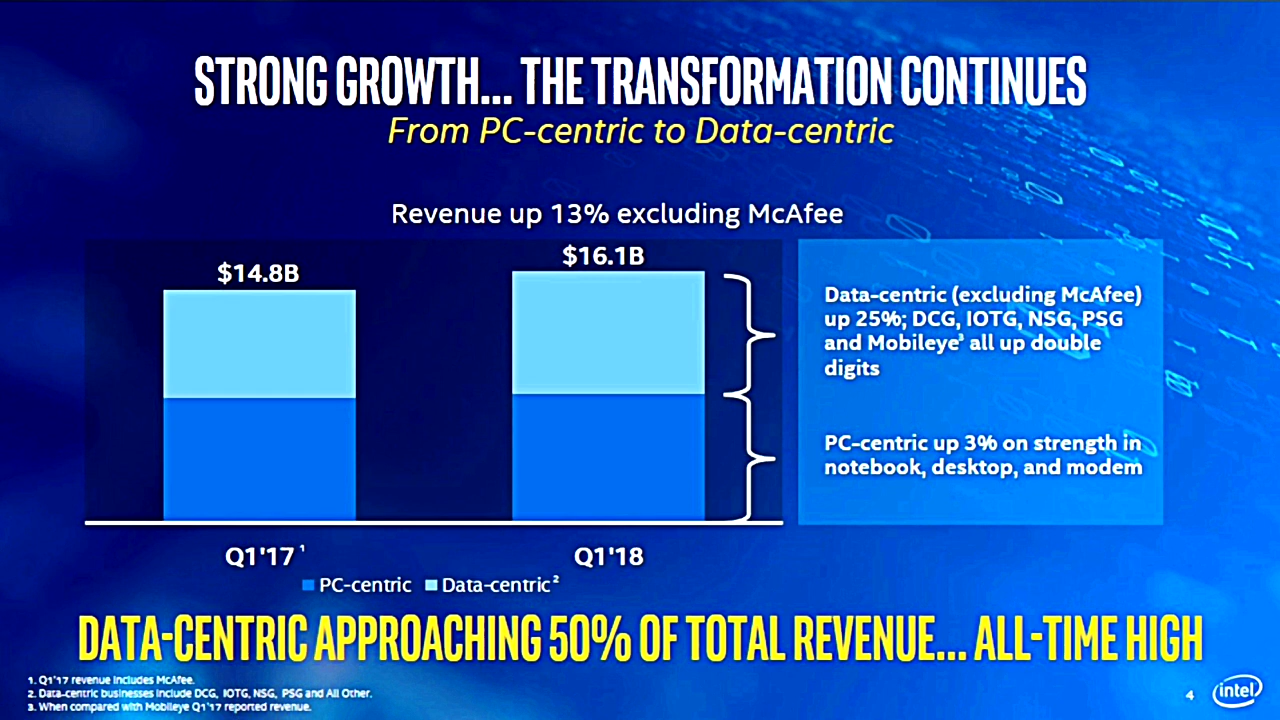 STRONG GROWTH... THE TRANSFORMATION CONTINUES
From PC-centric to Data-centric
Revenue up 13% excluding McAfee
$14.8B
$16.1B
Data-centric (excluding McAfee)
up 25%; DCG, IOTG, NSG, PSG
and Mobileye³ all up double
digits
PC-centric up 3% on strength in
notebook, desktop, and modem
Q1'17 ¹
Q1'18
PC-centric
Data-centric²
DATA-CENTRIC APPROACHING 50% OF TOTAL REVENUE... ALL-TIME HIGH
1. Q1'17 revenue includes McAfee.
2. Data-centric businesses include DCG, IOTG, NSG, PSG and All Other.
3. When compared with Mobileye Q1'17 reported revenue.
4
intel